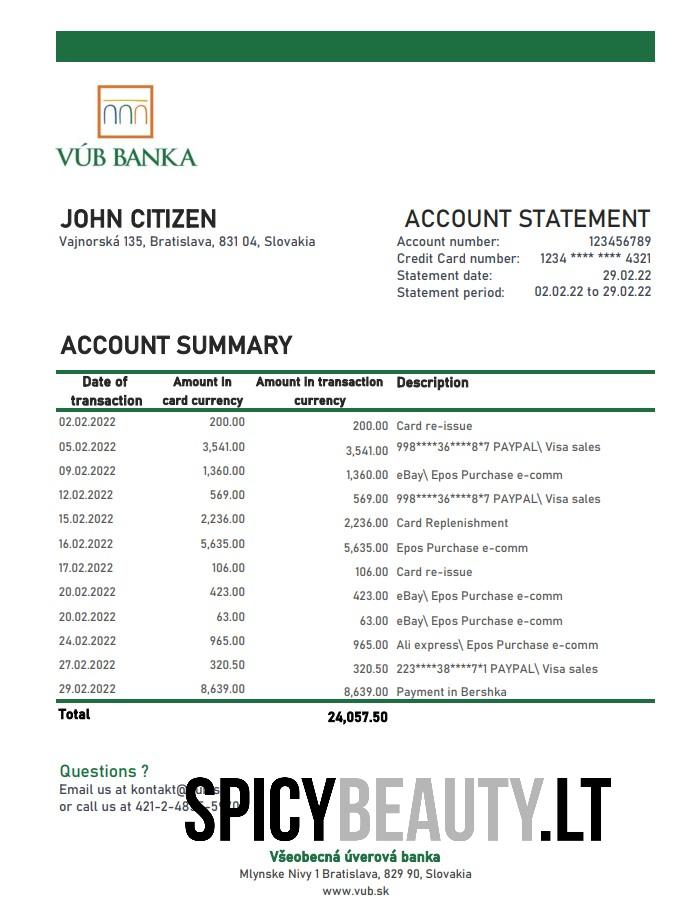 VÚB BANKA
JOHN CITIZEN
Vajnorská 135, Bratislava, 831 04, Slovakia
ACCOUNT STATEMENT
Account number: 123456789
Credit Card number: 1234 **** **** 4321
Statement date: 29.02.22
Statement period: 02.02.22 to 29.02.22
ACCOUNT SUMMARY
Date of transaction Amount in card currency Amount in transaction currency Description
02.02.2022 200.00 200.00 Card re-issue
05.02.2022 3,541.00 3,541.00 998****36****8*7 PAYPAL\ Visa sales
09.02.2022 1,360.00 1,360.00 eBay\ Epos Purchase e-comm
12.02.2022 569.00 569.00 998****36****8*7 PAYPAL\ Visa sales
15.02.2022 2,236.00 2,236.00 Card Replenishment
16.02.2022 5,635.00 5,635.00 Epos Purchase e-comm
17.02.2022 106.00 106.00 Card re-issue
20.02.2022 423.00 423.00 eBay\ Epos Purchase e-comm
20.02.2022 63.00 63.00 eBay\ Epos Purchase e-comm
24.02.2022 965.00 965.00 Ali express\ Epos Purchase e-comm
27.02.2022 320.50 320.50 223****38****7*1 PAYPAL\ Visa sales
29.02.2022 8,639.00 8,639.00 Payment in Bershka
Total 24,057.50
Questions ?
Email us at
or call us at
SPICYBEAUTY.LT
Všeobecná úverová banka
Mlynske Nivy 1 Bratislava, 829 90, Slovakia
www.vub.sk